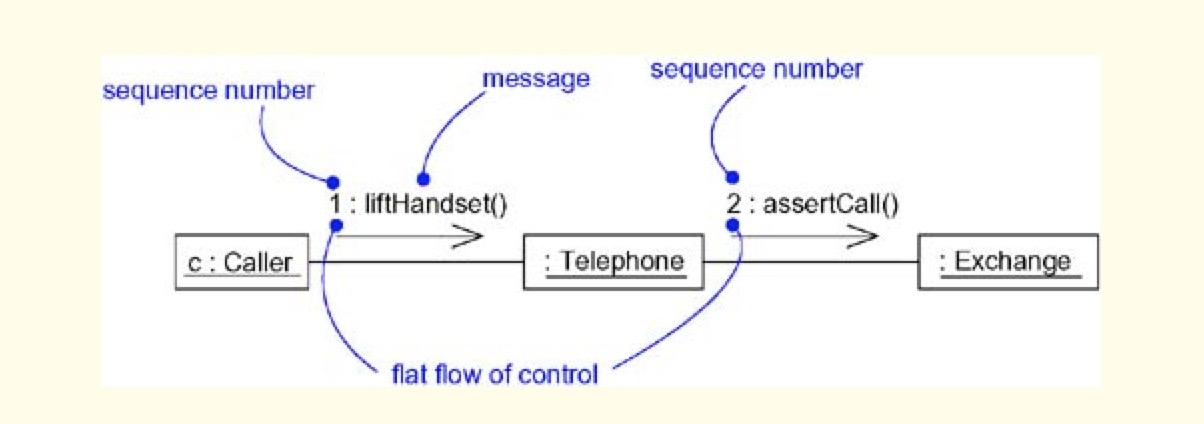 sequence number
message
sequence number
1 : liftHandset()
2 : assertCall()
c : Caller
: Telephone
: Exchange
flat flow of control